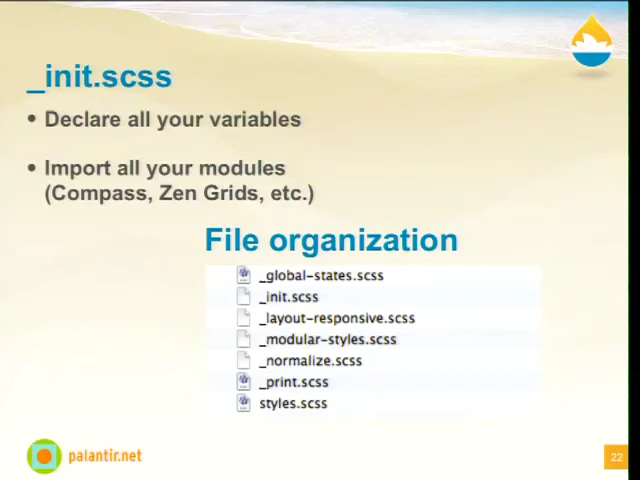 _init.scss
• Declare all your variables
• Import all your modules
(Compass, Zen Grids, etc.)
File organization
_global-states.scss
_init.scss
_layout-responsive.scss
_modular-styles.scss
_normalize.scss
_print.scss
styles.scss
palantir.net
22